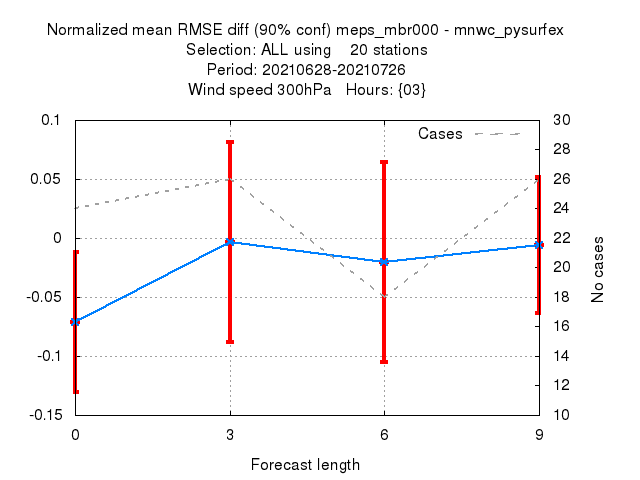 Normalized mean RMSE diff (90% conf) meps_mbr000 - mnwc_pysurfex
Selection: ALL using    20 stations
Period: 20210628-20210726
Wind speed 300hPa   Hours: {03}
Cases
0.1
0.05
0
-0.05
-0.1
-0.15
30
28
26
24
22
20
18
16
14
12
10
No cases
0 3 6 9
Forecast length